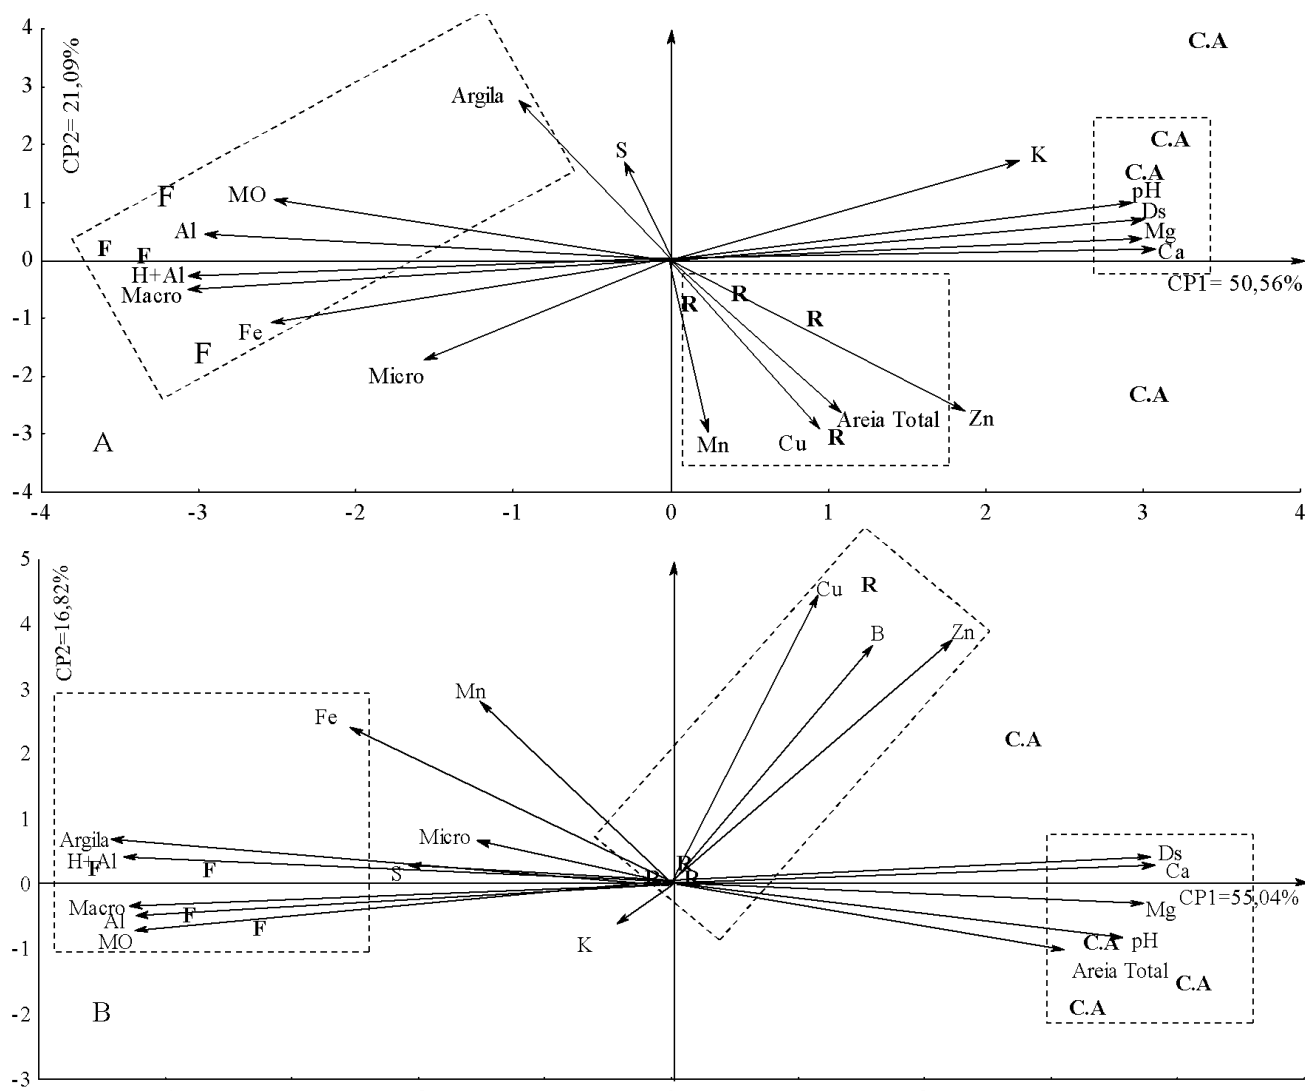 4
C.A
CP2= 21,09%
3
Argila
C.A
2
S
K
C.A
F
MO
pH
1
Ds
Al
Mg
F
F
Ca
0
H+Al
CP1= 50,56%
Macro
R
R
-1
R
Fe
F
Micro
-2
C.A
Areia Total
Zn
-3
A
Mn
Cu
R
-4
-4
-3
-2
-1
0
1
2
3
4
5
CP2=16,82%
Cu
R
4
B
Zn
3
Mn
Fe
C.A
2
1
Argila
Micro
Ds
H+Al
R
F
F
S
Ca
R
R
0
CP1=55,04%
Macro
Mg
F
Al
F
MO
K
C.A
pH
-1
Areia Total
C.A
B
C.A
-2
-3